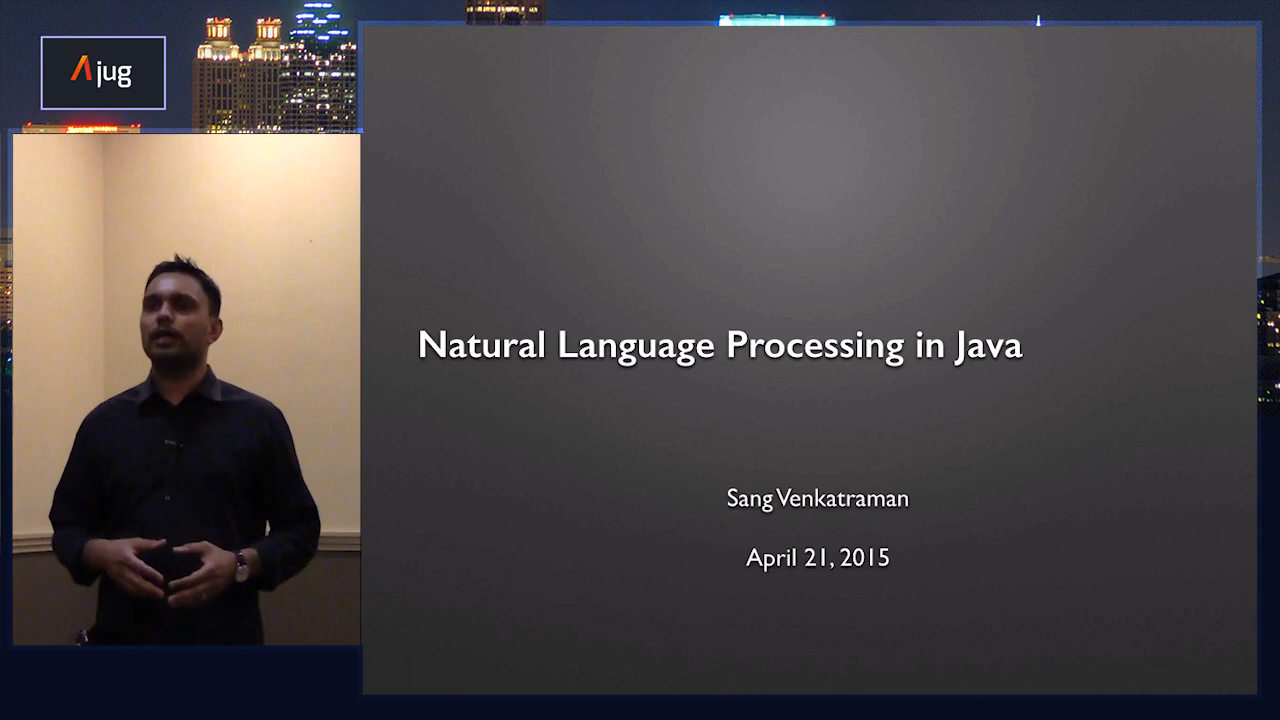 Ajug
Natural Language Processing in Java
Sang Venkatraman
April 21, 2015